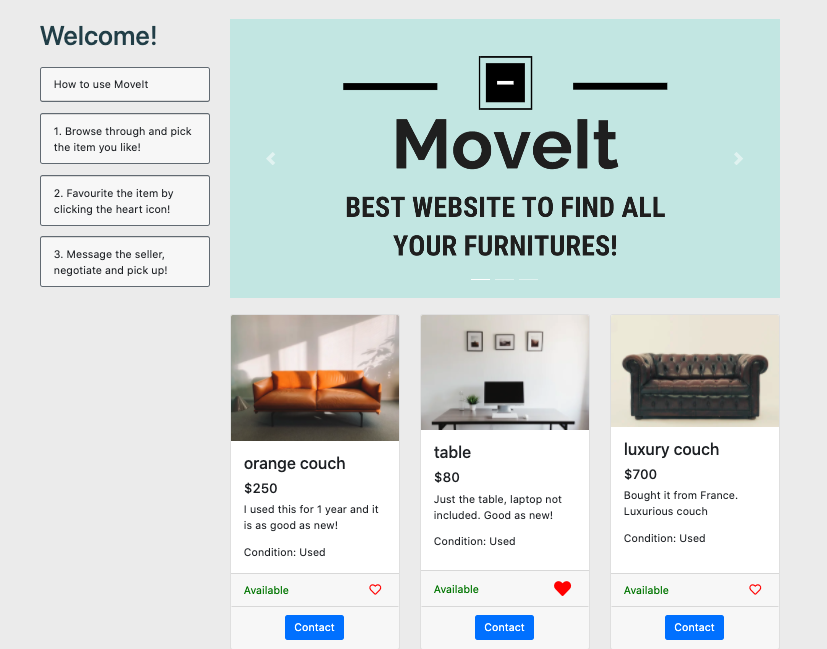 Welcome!
How to use MoveIt
1. Browse through and pick
the item you like!
2. Favourite the item by
clicking the heart icon!
3. Message the seller,
negotiate and pick up!
MoveIt
BEST WEBSITE TO FIND ALL
YOUR FURNITURES!
orange couch
$250
I used this for 1 year and it
is as good as new!
Condition: Used
Available
Contact
table
$80
Just the table, laptop not
included. Good as new!
Condition: Used
Available
Contact
luxury couch
$700
Bought it from France.
Luxurious couch
Condition: Used
Available
Contact